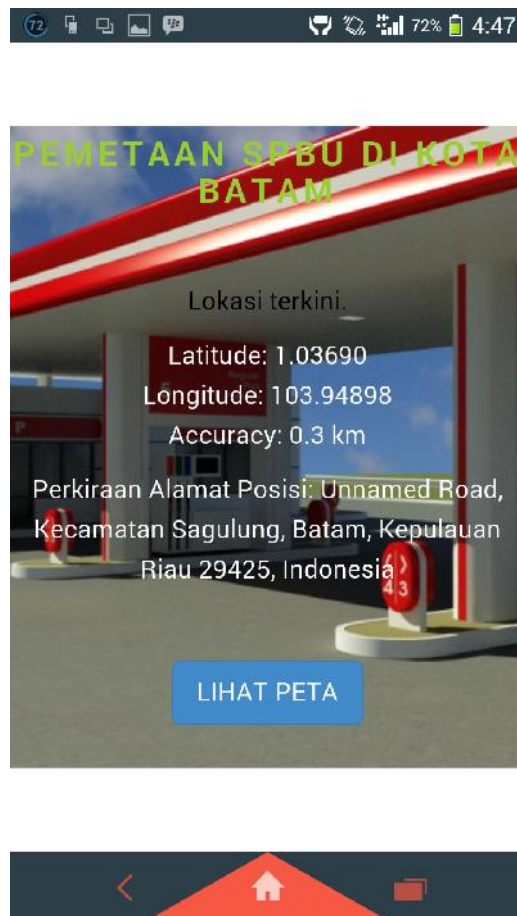 72 72% 4:47
PEMETAAN SPBU DI KOTA
BATAM
Lokasi terkini.
Latitude: 1.03690
Longitude: 103.94898
Accuracy: 0.3 km
Perkiraan Alamat Posisi: Unnamed Road,
Kecamatan Sagulung, Batam, Kepulauan
Riau 29425, Indonesia
LIHAT PETA